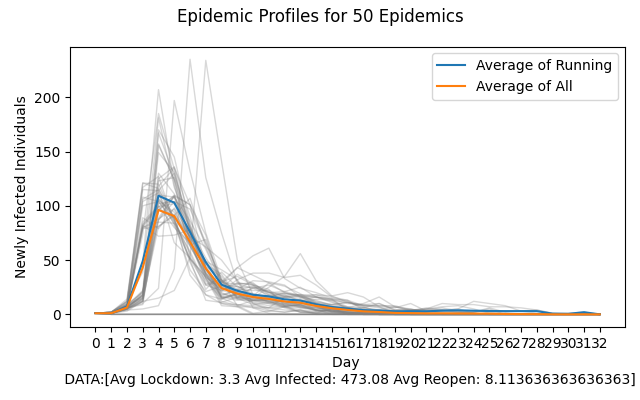 Epidemic Profiles for 50 Epidemics
Average of Running
Average of All
Newly Infected Individuals
200
150
100
50
0
0 1 2 3 4 5 6 7 8 9 10 11 12 13 14 15 16 17 18 19 20 21 22 23 24 25 26 27 28 29 30 31 32
Day
DATA:[Avg Lockdown: 3.3 Avg Infected: 473.08 Avg Reopen: 8.113636363636363]